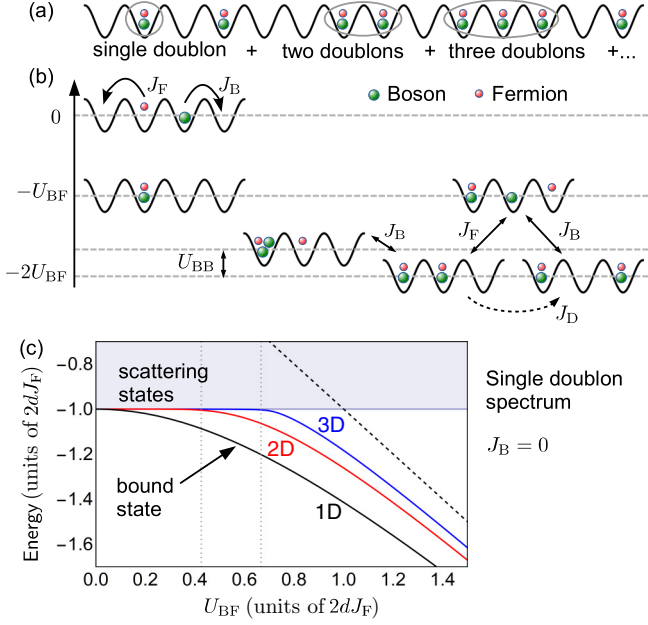 (a)
single doublon + two doublons + three doublons +...
(b)
J_F J_B Boson Fermion
0
−U_BF
J_F J_B
U_BB J_B
−2U_BF
J_D
(c)
−0.8
scattering states
−1.0
3D
2D
−1.2
bound state
1D
−1.4
−1.6
Energy (units of 2dJ_F)
Single doublon
spectrum
J_B = 0
0.0 0.2 0.4 0.6 0.8 1.0 1.2 1.4
U_BF (units of 2dJ_F)